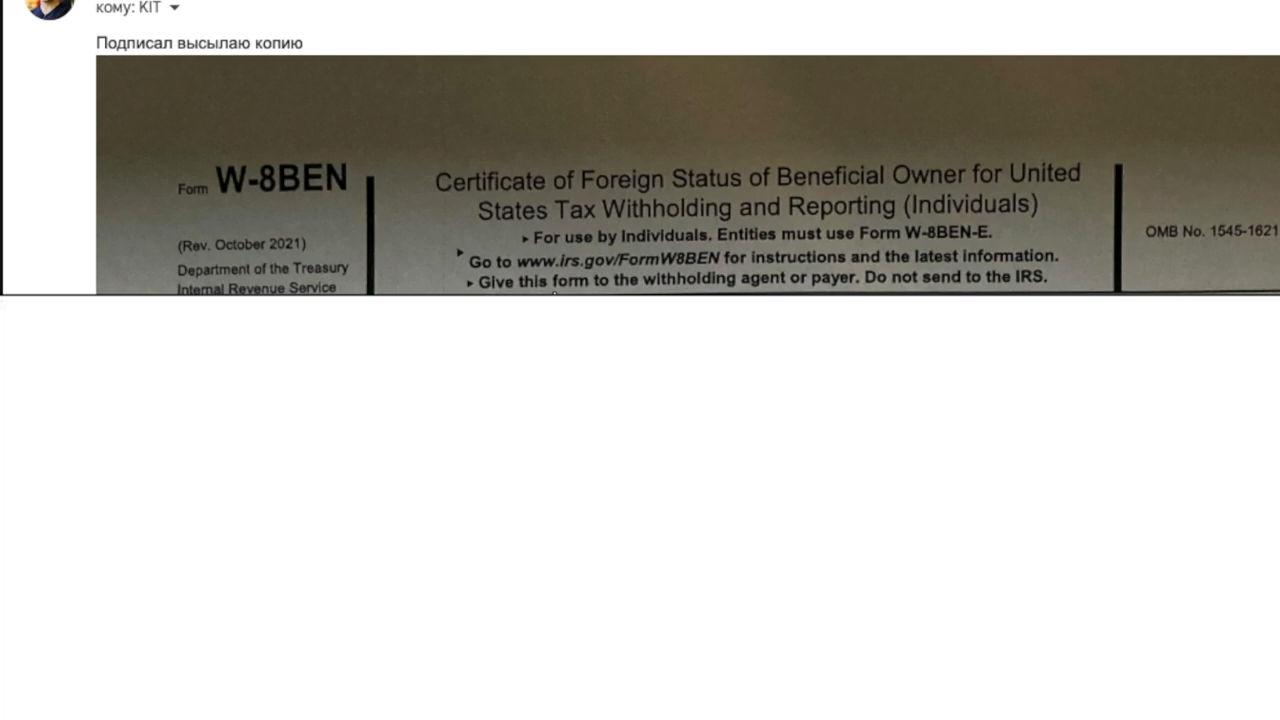 кому: KIT
Подписал высылаю копию
Form W-8BEN
(Rev. October 2021)
Department of the Treasury
Internal Revenue Service
Certificate of Foreign Status of Beneficial Owner for United
States Tax Withholding and Reporting (Individuals)
▸ For use by Individuals. Entities must use Form W-8BEN-E.
▸ Go to www.irs.gov/FormW8BEN for instructions and the latest information.
▸ Give this form to the withholding agent or payer. Do not send to the IRS.
OMB No. 1545-1621